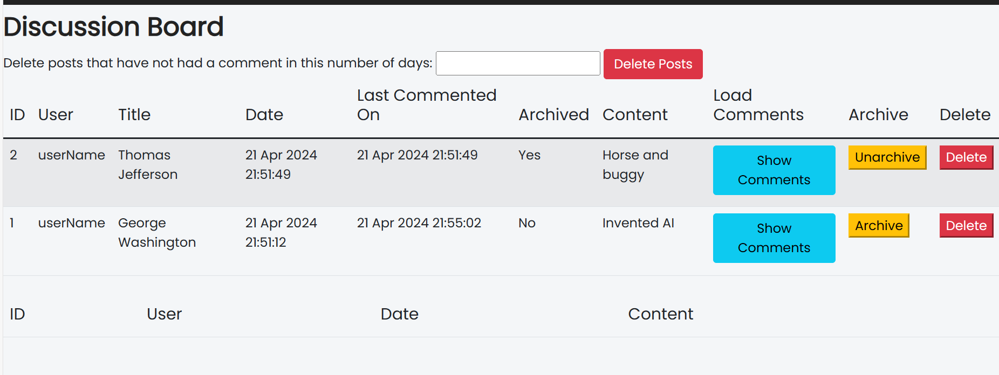 Discussion Board
Delete posts that have not had a comment in this number of days: Delete Posts
ID User Title Date Last Commented On Archived Content Load Comments Archive Delete
2 userName Thomas Jefferson 21 Apr 2024 21:51:49 21 Apr 2024 21:51:49 Yes Horse and buggy Show Comments Unarchive Delete
1 userName George Washington 21 Apr 2024 21:51:12 21 Apr 2024 21:55:02 No Invented AI Show Comments Archive Delete
ID User Date Content